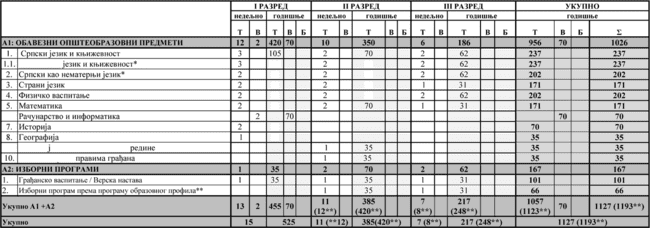 I РАЗРЕД II РАЗРЕД III РАЗРЕД УКУПНО
недељно годишње недељно годишње недељно годишње годишње
Т В Т В Б Т В Т В Б Т В Т В Б Т В Б Σ
А1: ОБАВЕЗНИ ОПШТЕОБРАЗОВНИ ПРЕДМЕТИ 12 2 420 70 10 350 6 186 956 70 1026
1. Српски језик и књижевност 3 105 2 70 2 62 237 237
1.1. језик и књижевност* 3 2 2 237 237
2. Српски као нематерњи језик* 2 2 2 202 202
3. Страни језик 2 2 1 31 171 171
4. Физичко васпитање 2 2 2 62 202 202
5. Математика 2 2 70 1 31 171 171
Рачунарство и информатика 2 70 70 70
7. Историја 2 70 70
8. Географија 1 35 35
ј редине 1 35 35 35
10. правима грађана 1 35 35 35
А2: ИЗБОРНИ ПРОГРАМИ 1 35 2 70 2 62 167 167
1. Грађанско васпитање / Верска настава 1 35 1 35 1 31 101 101
2. Изборни програм према програму образовног профила** 1 35 1 31 66 66
Укупно А1 +А2 13 2 455 70 11 (12**) 385 (420**) 7 (8**) 217 (248**) 1057 (1123**) 70 1127 (1193**)
Укупно 15 525 11 (**12) 385(420**) 7 (8**) 217 (248**) 1127 (1193**)